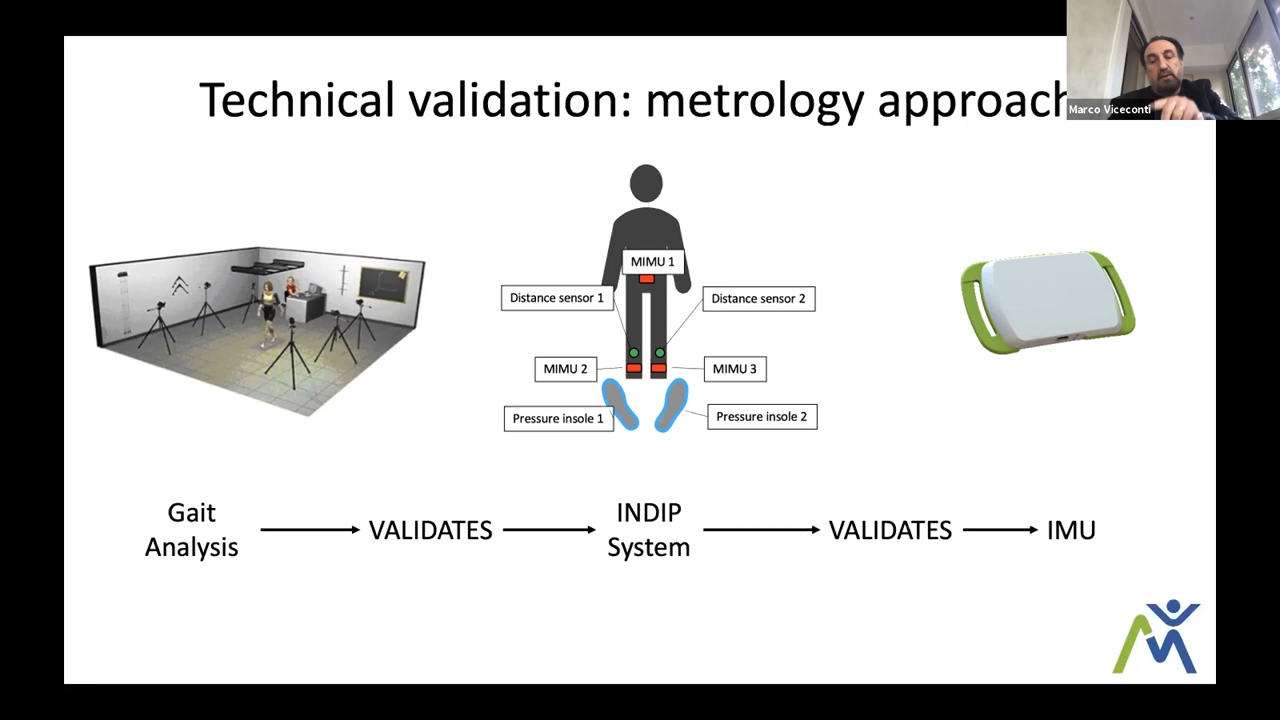 Technical validation: metrology approach
Marco Viceconti
MIMU 1
Distance sensor 1
Distance sensor 2
MIMU 2
MIMU 3
Pressure insole 1
Pressure insole 2
Gait
Analysis
VALIDATES
INDIP
System
VALIDATES
IMU